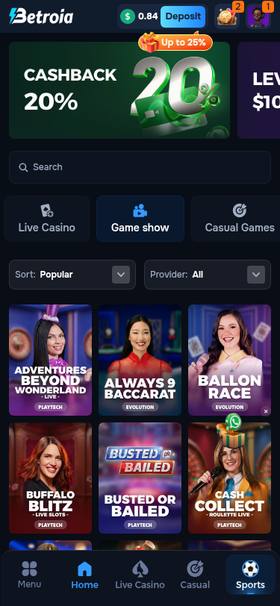 Betroia
$ 0.84 Deposit
2
1
Up to 25%
CASHBACK
20%
20
LEV
$10
Search
Live Casino
Game show
Casual Games
Sort: Popular
Provider: All
ADVENTURES
BEYOND
WONDERLAND
• LIVE •
PLAYTECH
ALWAYS 9
BACCARAT
EVOLUTION
BALLON
RACE
EVOLUTION
BUFFALO
BLITZ
• LIVE SLOTS •
PLAYTECH
BUSTED OR
BAILED
BUSTED OR
BAILED
PLAYTECH
CASH
COLLECT
• ROULETTE LIVE •
PLAYTECH
Menu
Home
Live Casino
Casual
Sports